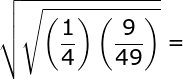 √√(1/4)(9/49) =